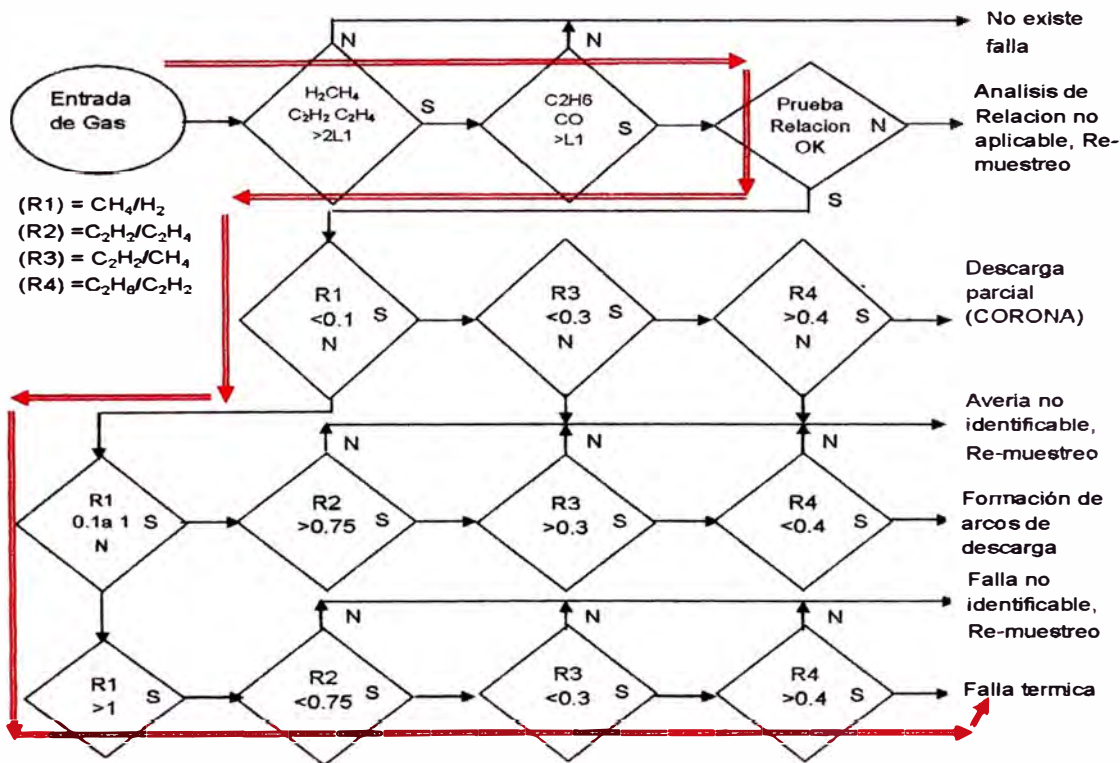 No existe
falla
N
N
Entrada
de Gas
H₂CH₄
C₂H₂ C₂H₄
>2L1
S
C2H6
CO
>L1
S
Prueba
Relacion
OK
N
S
Analisis de
Relacion no
aplicable, Re-
muestreo
(R1) = CH₄/H₂
(R2) =C₂H₂/C₂H₄
(R3) = C₂H₂/CH₄
(R4) =C₂H₆/C₂H₂
R1
<0.1
S
N
R3
<0.3
S
N
R4
>0.4
S
N
Descarga
parcial
(CORONA)
Averia no
identificable,
Re-muestreo
N
N
N
R1
0.1a 1
S
N
R2
>0.75
S
R3
>0.3
S
R4
<0.4
S
Formación de
arcos de
descarga
Falla no
identificable,
Re-muestreo
N
N
N
R1
>1
S
R2
<0.75
S
R3
<0.3
S
R4
>0.4
S
Falla termica